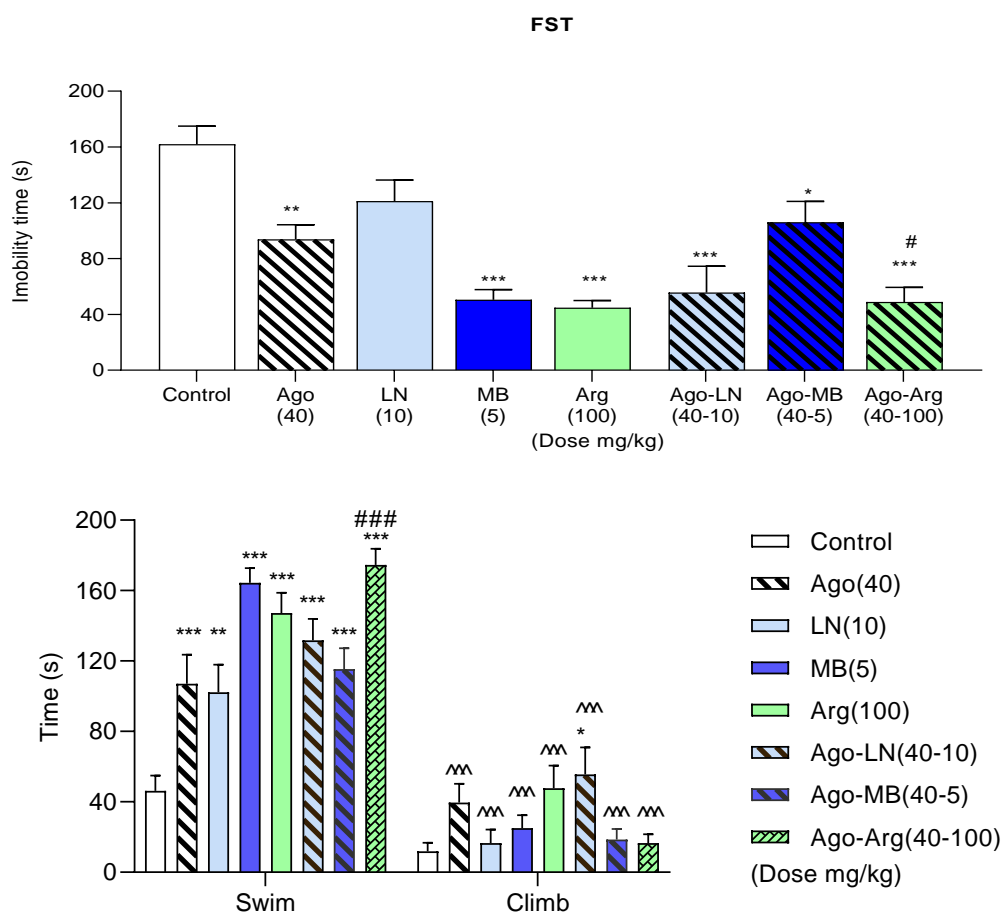 FST
Imobility time (s)
200
160
120
80
40
0
**
***
***
***
*
#
***
Control Ago LN MB Arg Ago-LN Ago-MB Ago-Arg
(40) (10) (5) (100) (40-10) (40-5) (40-100)
(Dose mg/kg)
Time (s)
200
160
120
80
40
0
*** ** *** *** *** *** ### ***
^^^ ^^^ ^^^ ^^^ ^^^ * ^^^ ^^^
Swim Climb
Control
Ago(40)
LN(10)
MB(5)
Arg(100)
Ago-LN(40-10)
Ago-MB(40-5)
Ago-Arg(40-100)
(Dose mg/kg)